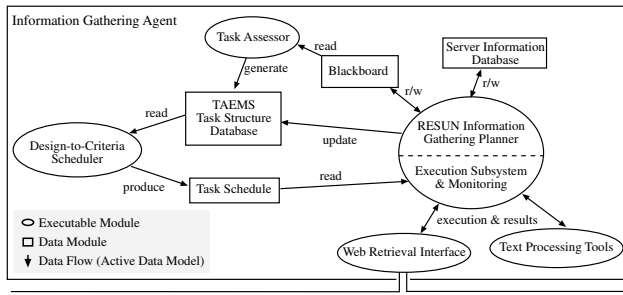 Information Gathering Agent
Task Assessor
read
Server Information
Database
generate
Blackboard
r/w
r/w
TAEMS
Task Structure
Database
read
RESUN Information
Gathering Planner
Design-to-Criteria
Scheduler
update
Execution Subsystem
& Monitoring
produce
Task Schedule
read
execution & results
Executable Module
Data Module
Data Flow (Active Data Model)
Web Retrieval Interface
Text Processing Tools